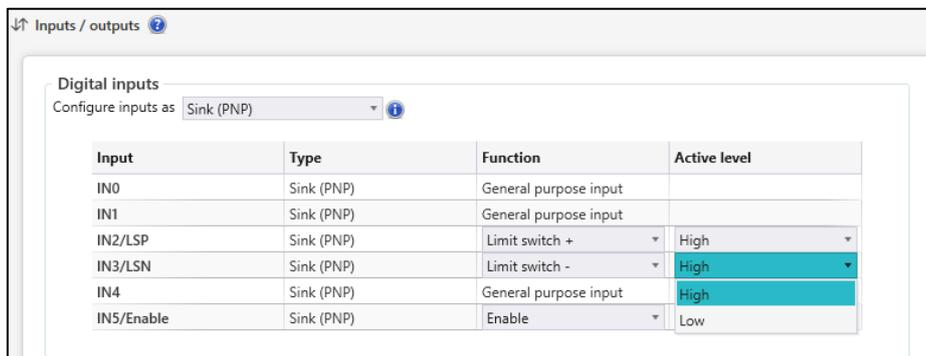 Inputs / outputs ?
Digital inputs
Configure inputs as Sink (PNP) i
Input Type Function Active level
IN0 Sink (PNP) General purpose input
IN1 Sink (PNP) General purpose input
IN2/LSP Sink (PNP) Limit switch + High
IN3/LSN Sink (PNP) Limit switch - High
IN4 Sink (PNP) General purpose input High
IN5/Enable Sink (PNP) Enable Low